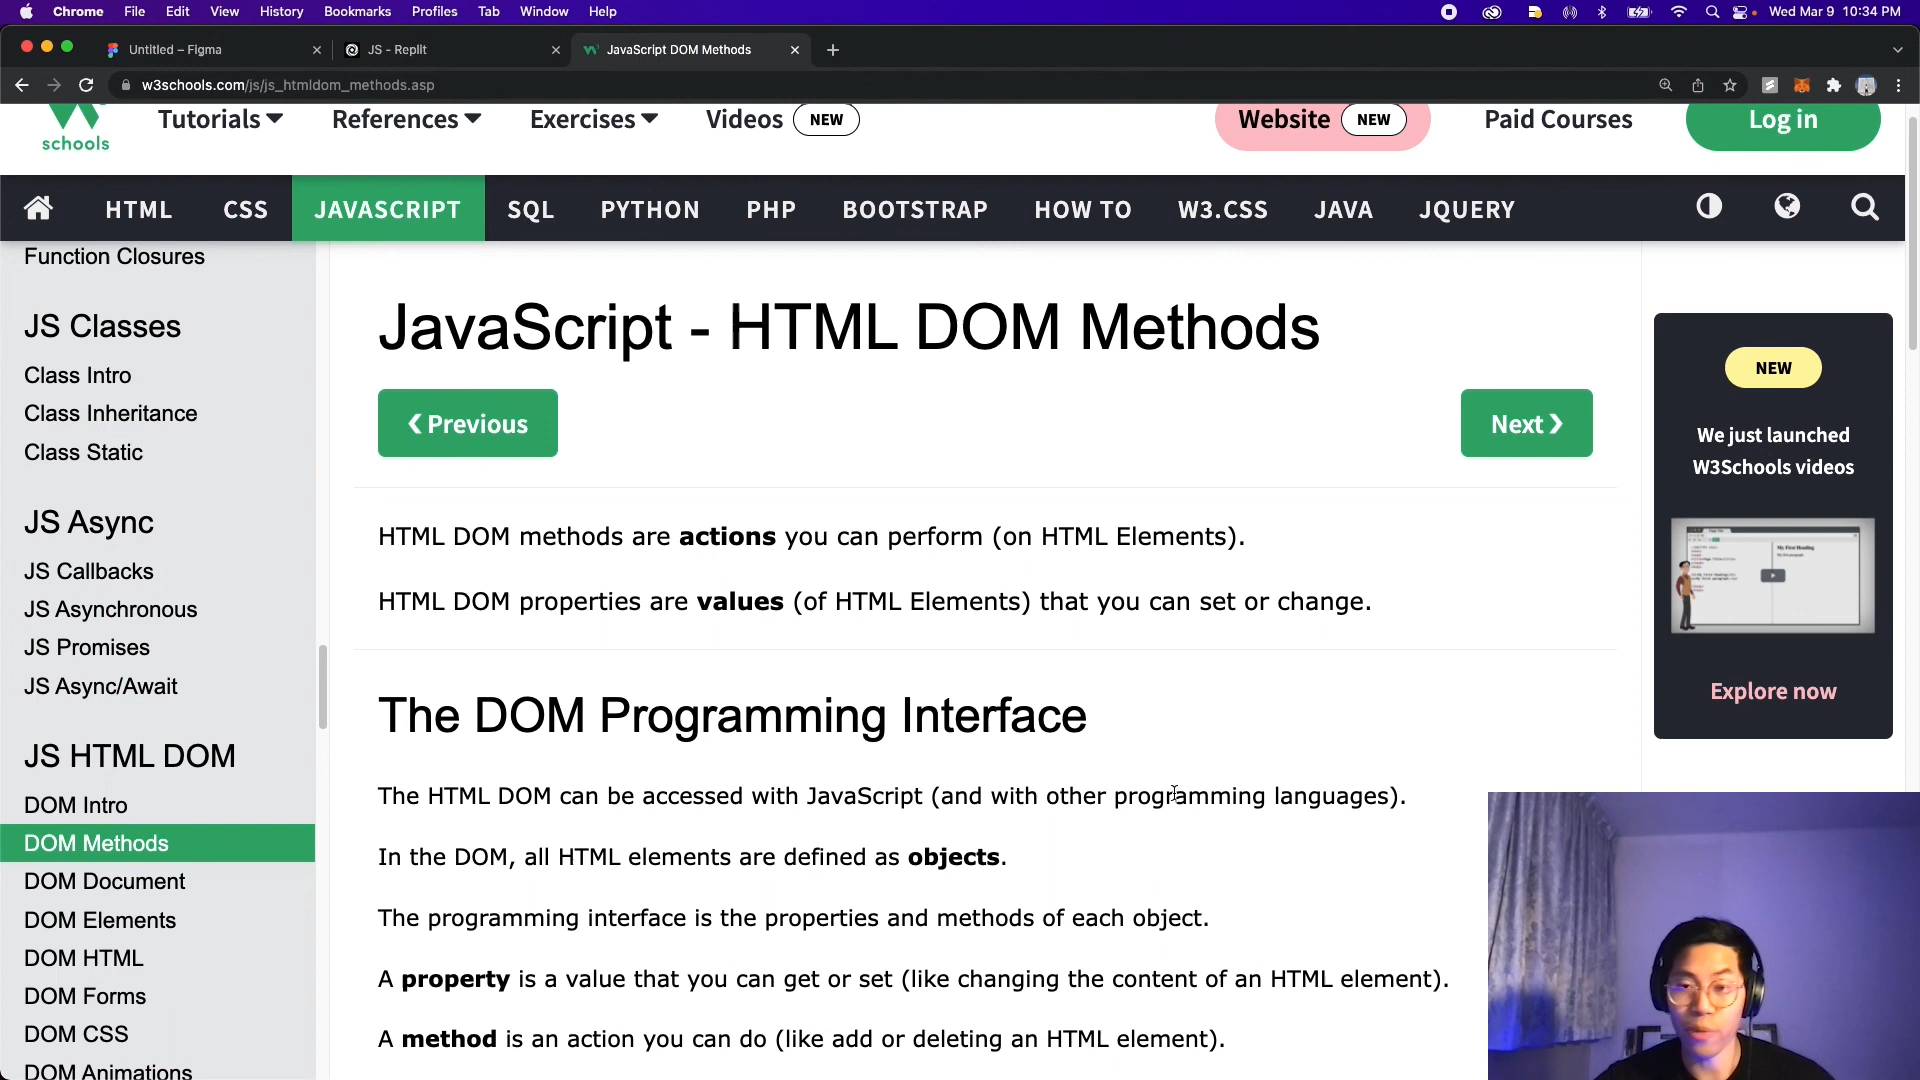 Chrome File Edit View History Bookmarks Profiles Tab Window Help Wed Mar 9 10:34 PM
Untitled – Figma JS - Replit JavaScript DOM Methods
w3schools.com/js/js_htmldom_methods.asp
schools Tutorials References Exercises Videos NEW Website NEW Paid Courses Log in
HTML CSS JAVASCRIPT SQL PYTHON PHP BOOTSTRAP HOW TO W3.CSS JAVA JQUERY
Function Closures
JS Classes
Class Intro
Class Inheritance
Class Static
JS Async
JS Callbacks
JS Asynchronous
JS Promises
JS Async/Await
JS HTML DOM
DOM Intro
DOM Methods
DOM Document
DOM Elements
DOM HTML
DOM Forms
DOM CSS
DOM Animations
JavaScript - HTML DOM Methods
❮ Previous Next ❯
HTML DOM methods are actions you can perform (on HTML Elements).
HTML DOM properties are values (of HTML Elements) that you can set or change.
The DOM Programming Interface
The HTML DOM can be accessed with JavaScript (and with other programming languages).
In the DOM, all HTML elements are defined as objects.
The programming interface is the properties and methods of each object.
A property is a value that you can get or set (like changing the content of an HTML element).
A method is an action you can do (like add or deleting an HTML element).
NEW
We just launched
W3Schools videos
My First Heading
Explore now